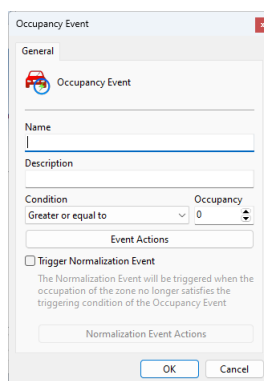 Occupancy Event
General
Occupancy Event
Name
Description
Condition Occupancy
Greater or equal to 0
Event Actions
Trigger Normalization Event
The Normalization Event will be triggered when the
occupation of the zone no longer satisfies the
triggering condition of the Occupancy Event
Normalization Event Actions
OK Cancel